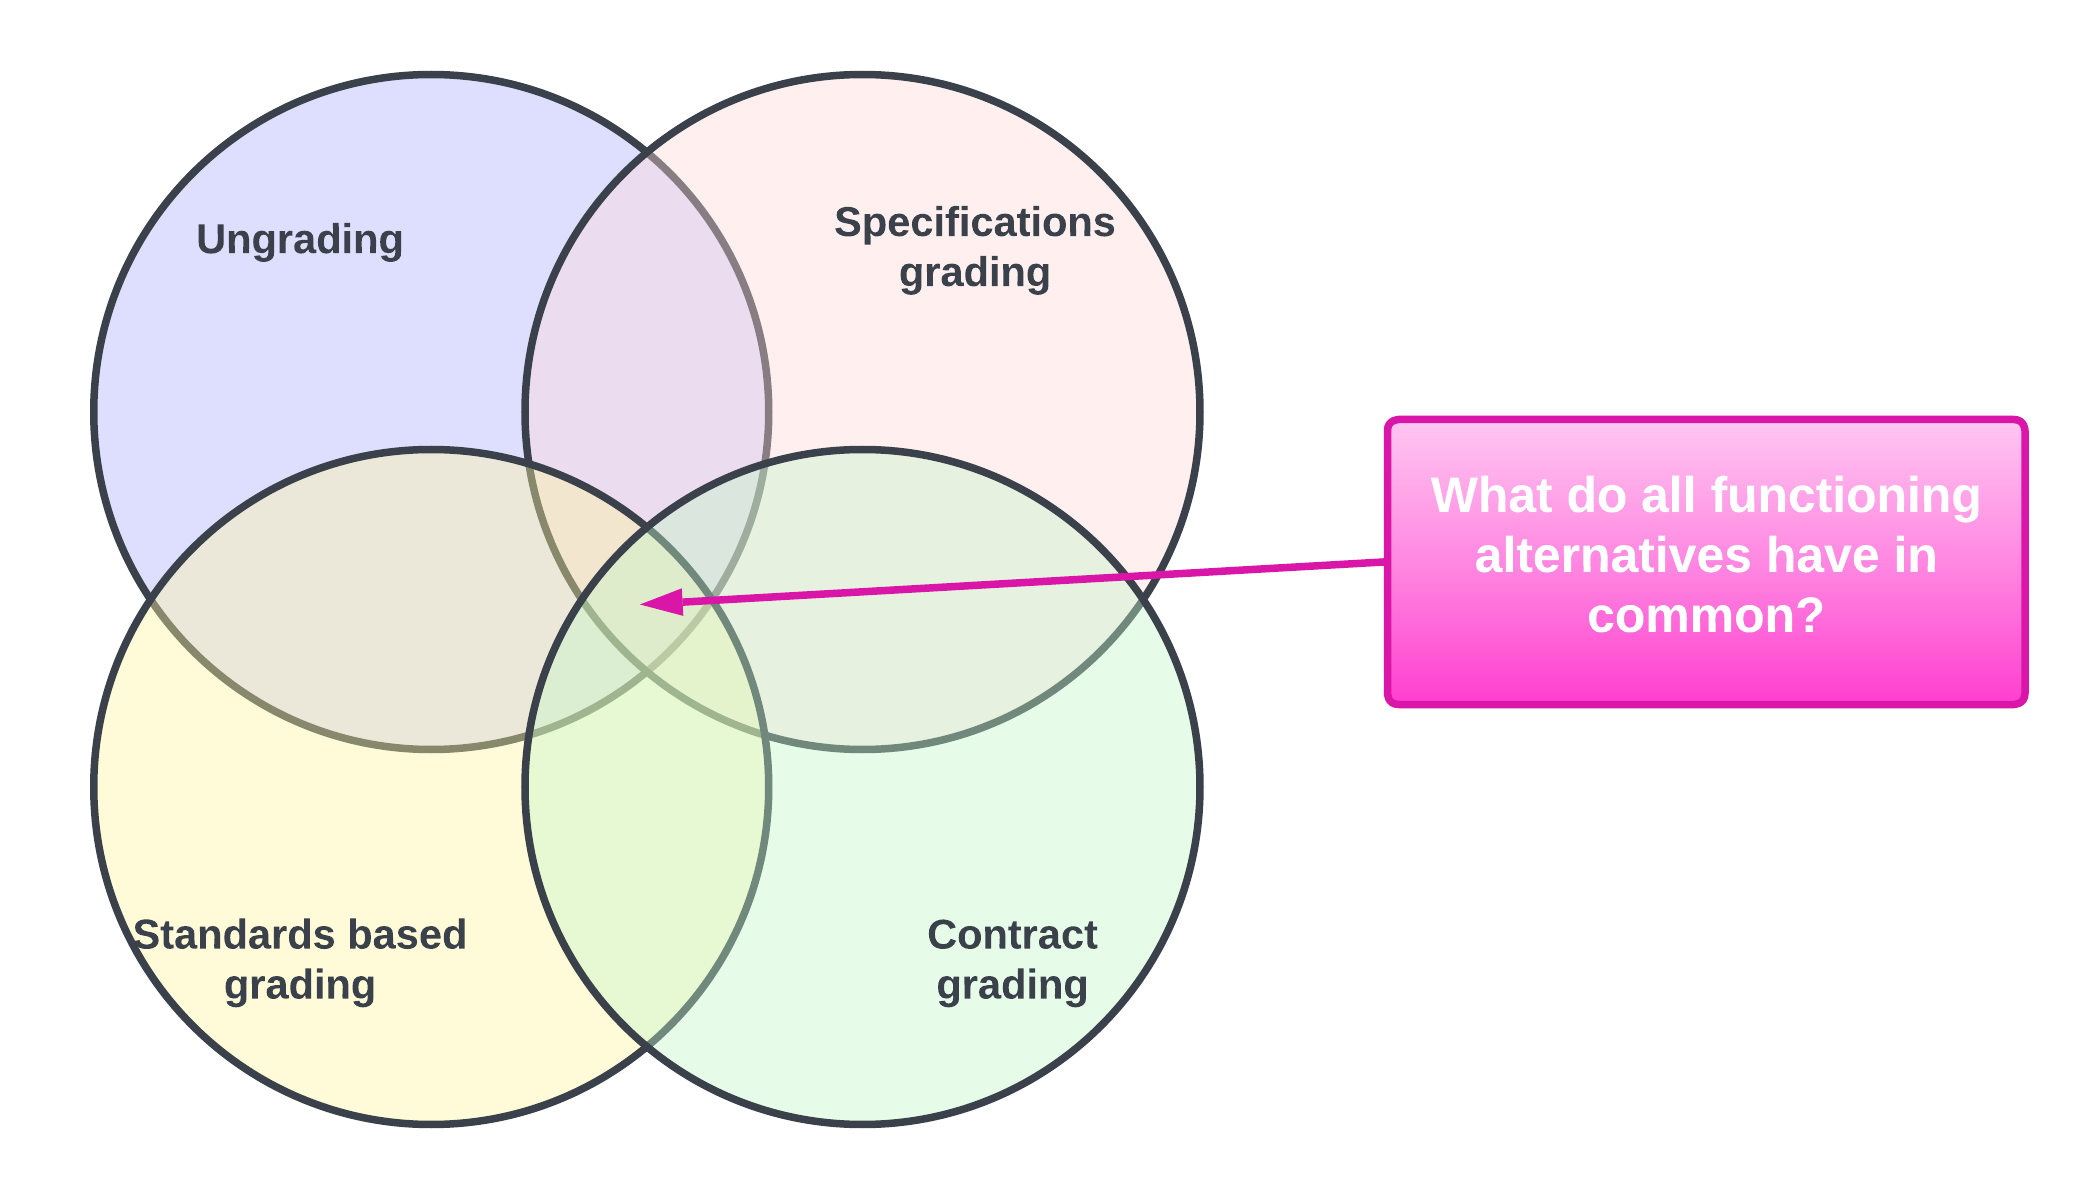 Ungrading
Specifications
grading
What do all functioning
alternatives have in
common?
Standards based
grading
Contract
grading